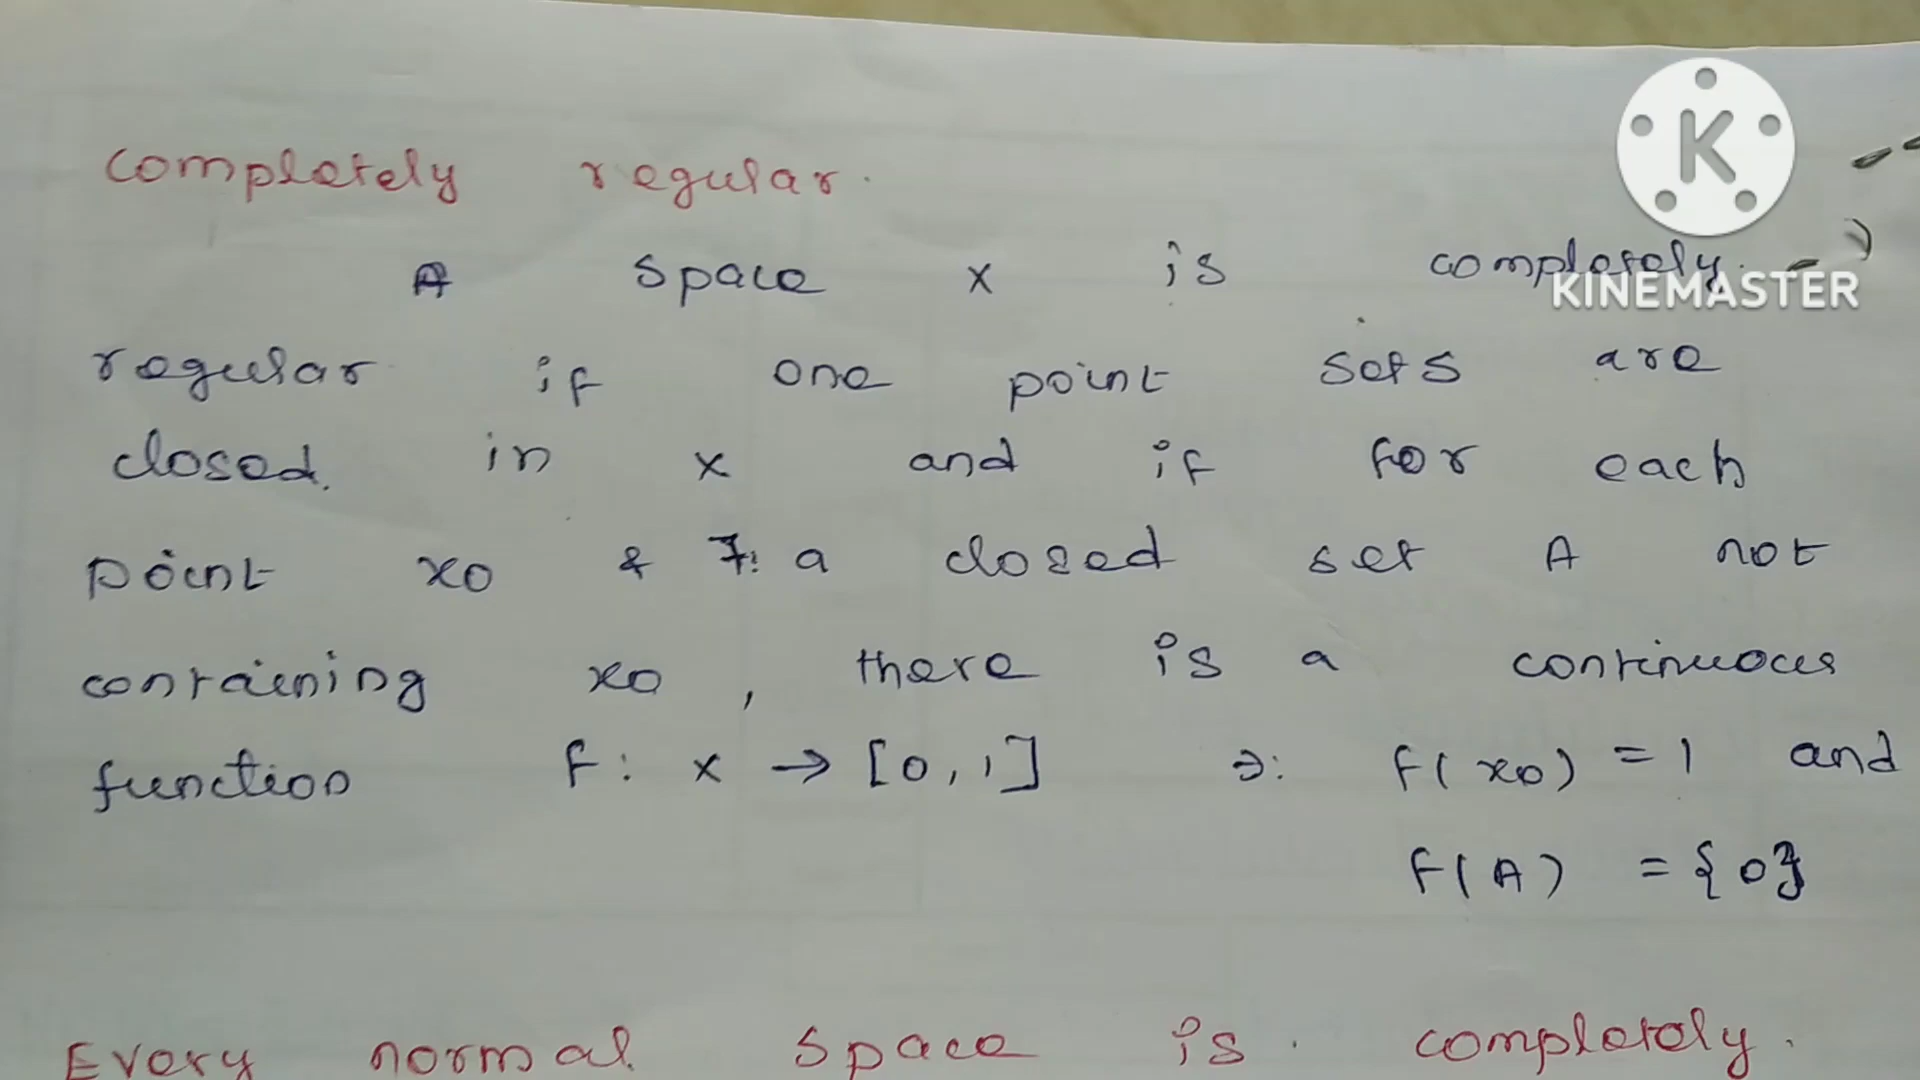 completely regular.
A space x is completely.
regular if one point sets are
closed. in x and if for each
point x0 & a closed set A not
containing x0, there is a continuous
function F: x → [0,1] ∋: F(x0) = 1 and
F(A) = {0}
Every normal space is. completely.
K
KINEMASTER